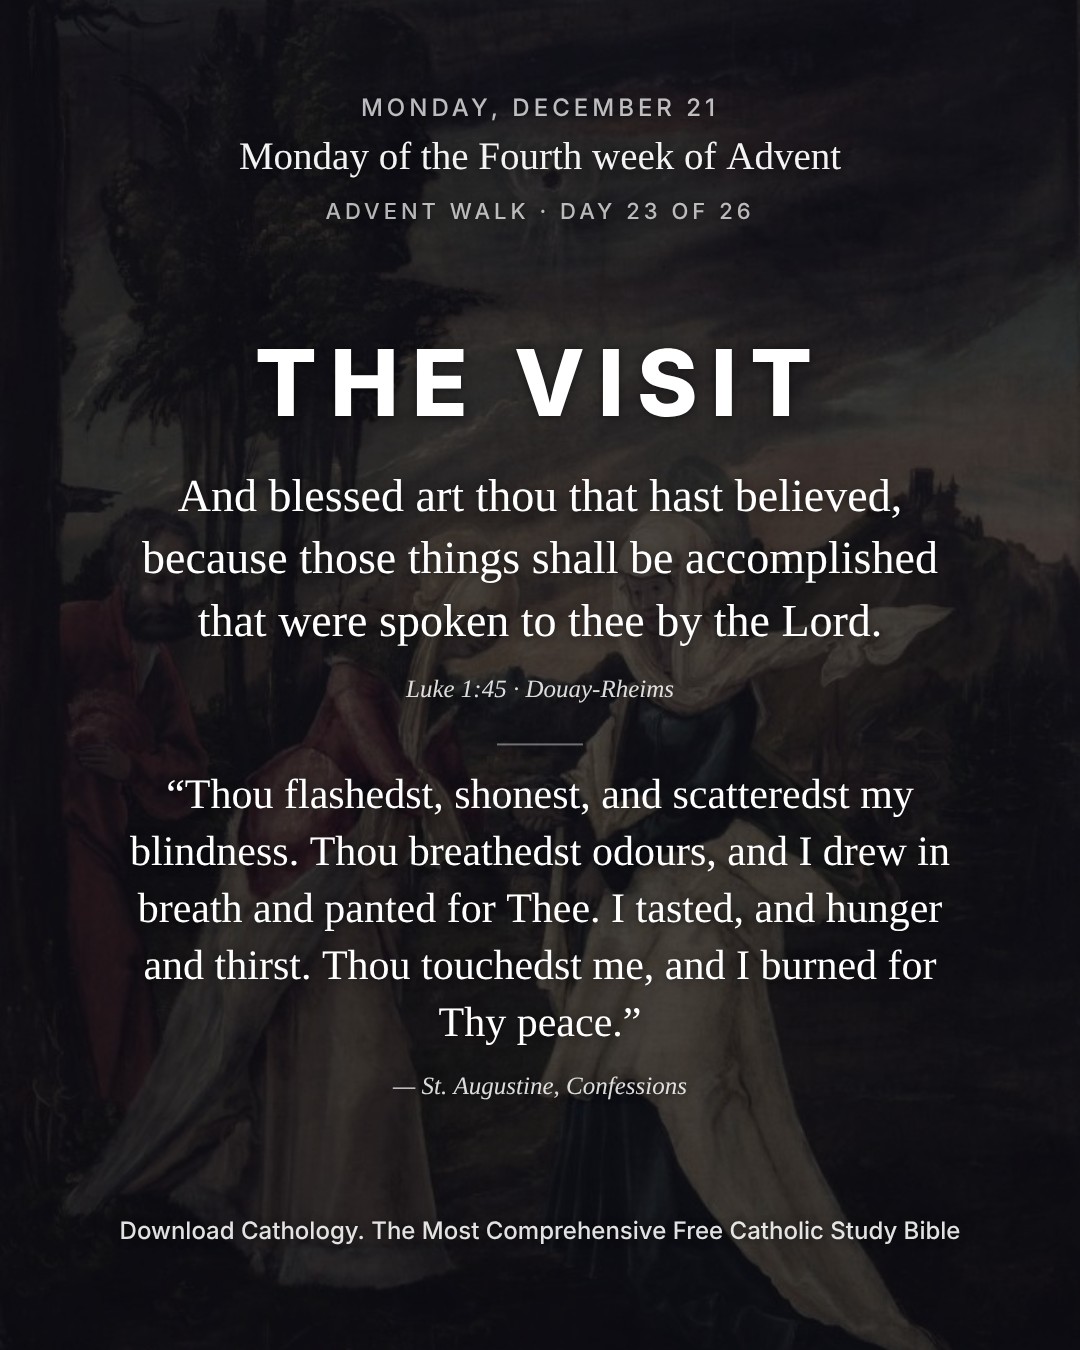 MONDAY, DECEMBER 21
Monday of the Fourth week of Advent
ADVENT WALK · DAY 23 OF 26
THE VISIT
And blessed art thou that hast believed,
because those things shall be accomplished
that were spoken to thee by the Lord.
Luke 1:45 · Douay-Rheims
“Thou flashedst, shonest, and scatteredst my
blindness. Thou breathedst odours, and I drew in
breath and panted for Thee. I tasted, and hunger
and thirst. Thou touchedst me, and I burned for
Thy peace.”
— St. Augustine, Confessions
Download Cathology. The Most Comprehensive Free Catholic Study Bible